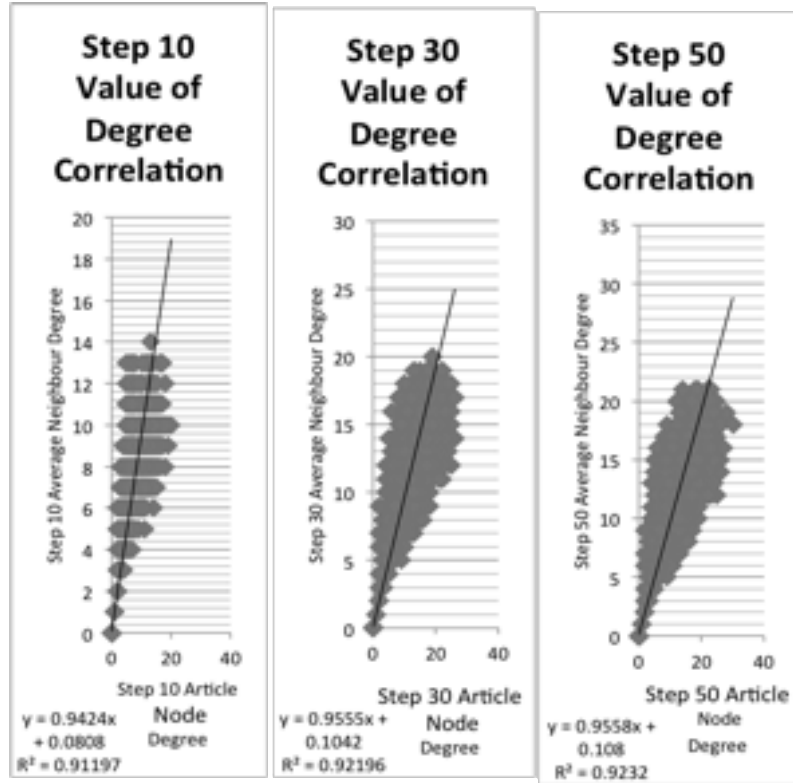 Step 10
Value of
Degree
Correlation
20
18
16
14
12
10
8
6
4
2
0
Step 10 Average Neighbour Degree
0 20 40
Step 10 Article
Node
Degree
y = 0.9424x
+ 0.0808
R² = 0.91197
Step 30
Value of
Degree
Correlation
30
25
20
15
10
5
0
Step 30 Average Neighbour Degree
0 20 40
Step 30 Article
Node
Degree
y = 0.9555x +
0.1042
R² = 0.92196
Step 50
Value of
Degree
Correlation
35
30
25
20
15
10
5
0
Step 50 Average Neighbour Degree
0 20 40
Step 50 Article
Node
Degree
y = 0.9558x +
0.108
R² = 0.9232